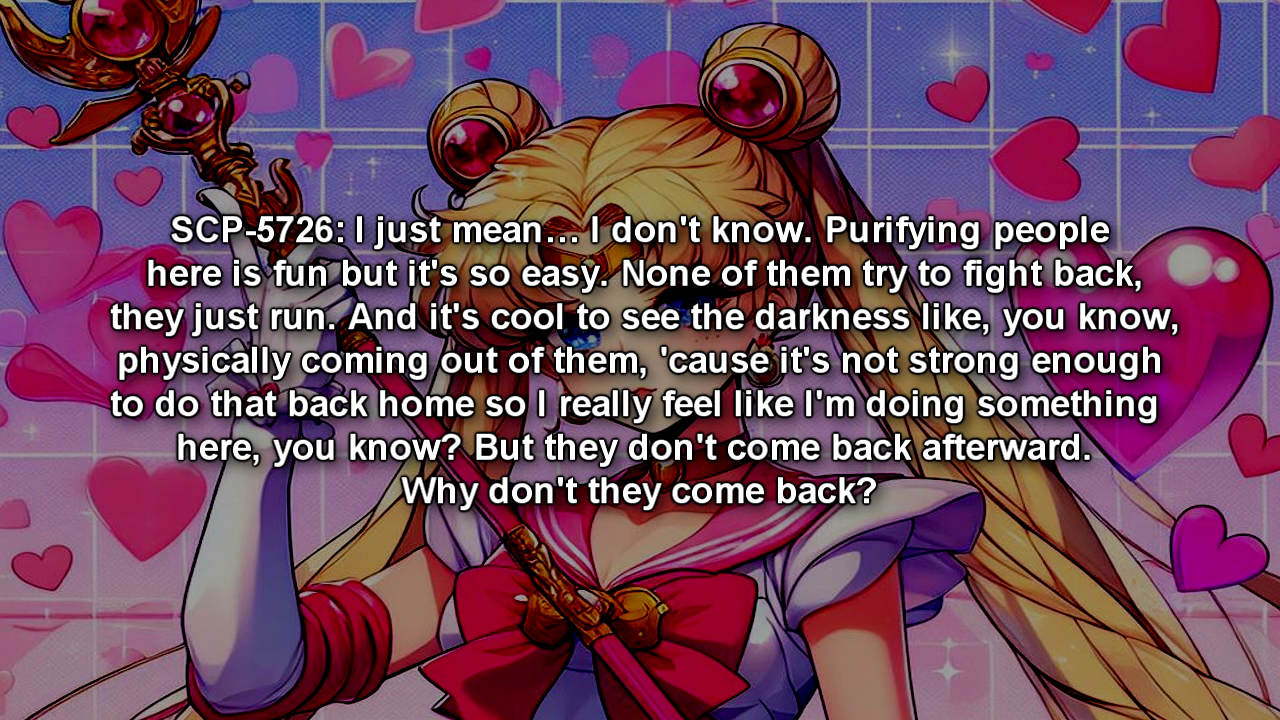 SCP-5726: I just mean… I don't know. Purifying people
here is fun but it's so easy. None of them try to fight back,
they just run. And it's cool to see the darkness like, you know,
physically coming out of them, 'cause it's not strong enough
to do that back home so I really feel like I'm doing something
here, you know? But they don't come back afterward.
Why don't they come back?